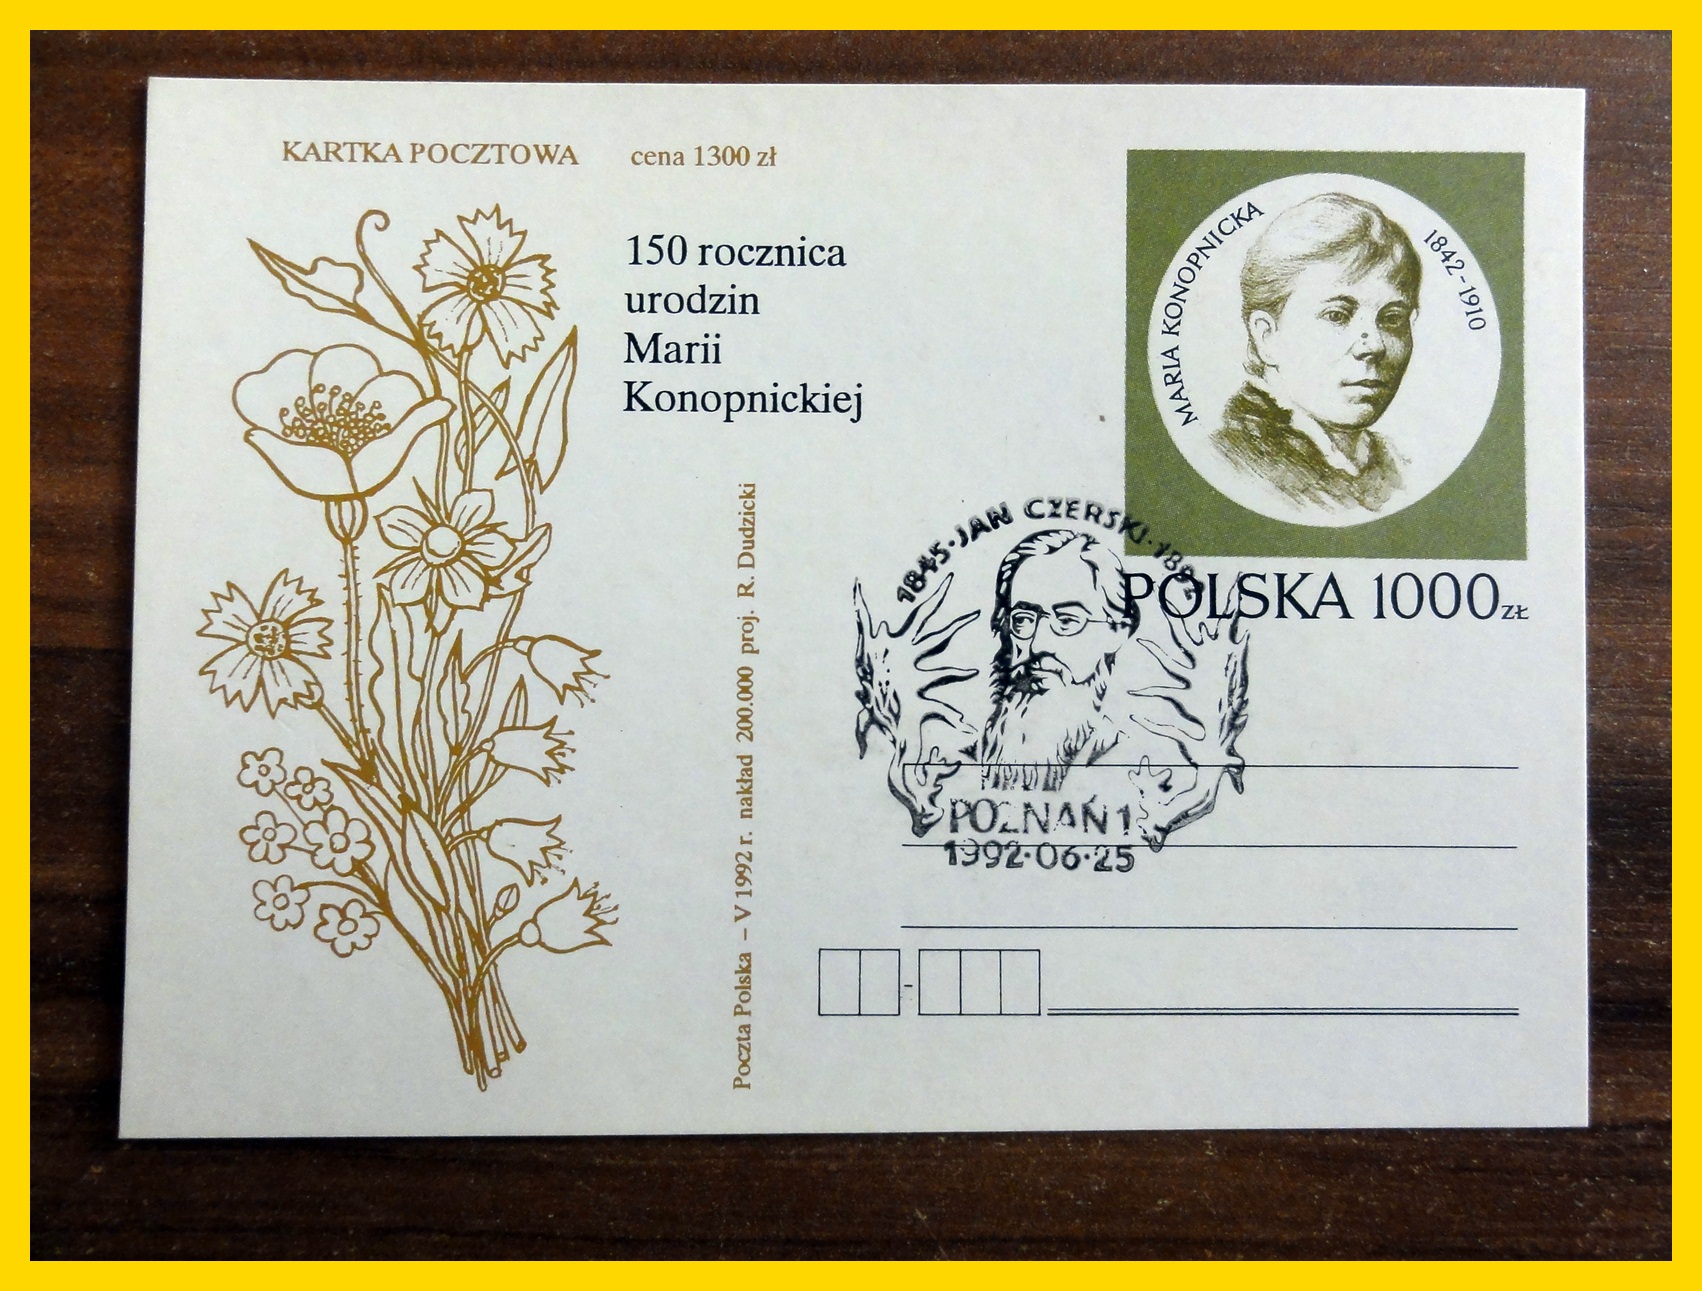 KARTKA POCZTOWA cena 1300 zł
150 rocznica
urodzin
Marii
Konopnickiej
MARIA KONOPNICKA
1842-1910
POLSKA 1000 ZŁ
1845·JAN CZERSKI·1892
POZNAŃ 1
1992·06·25
Poczta Polska – V 1992 r. nakład 200.000 proj. R. Dudzicki